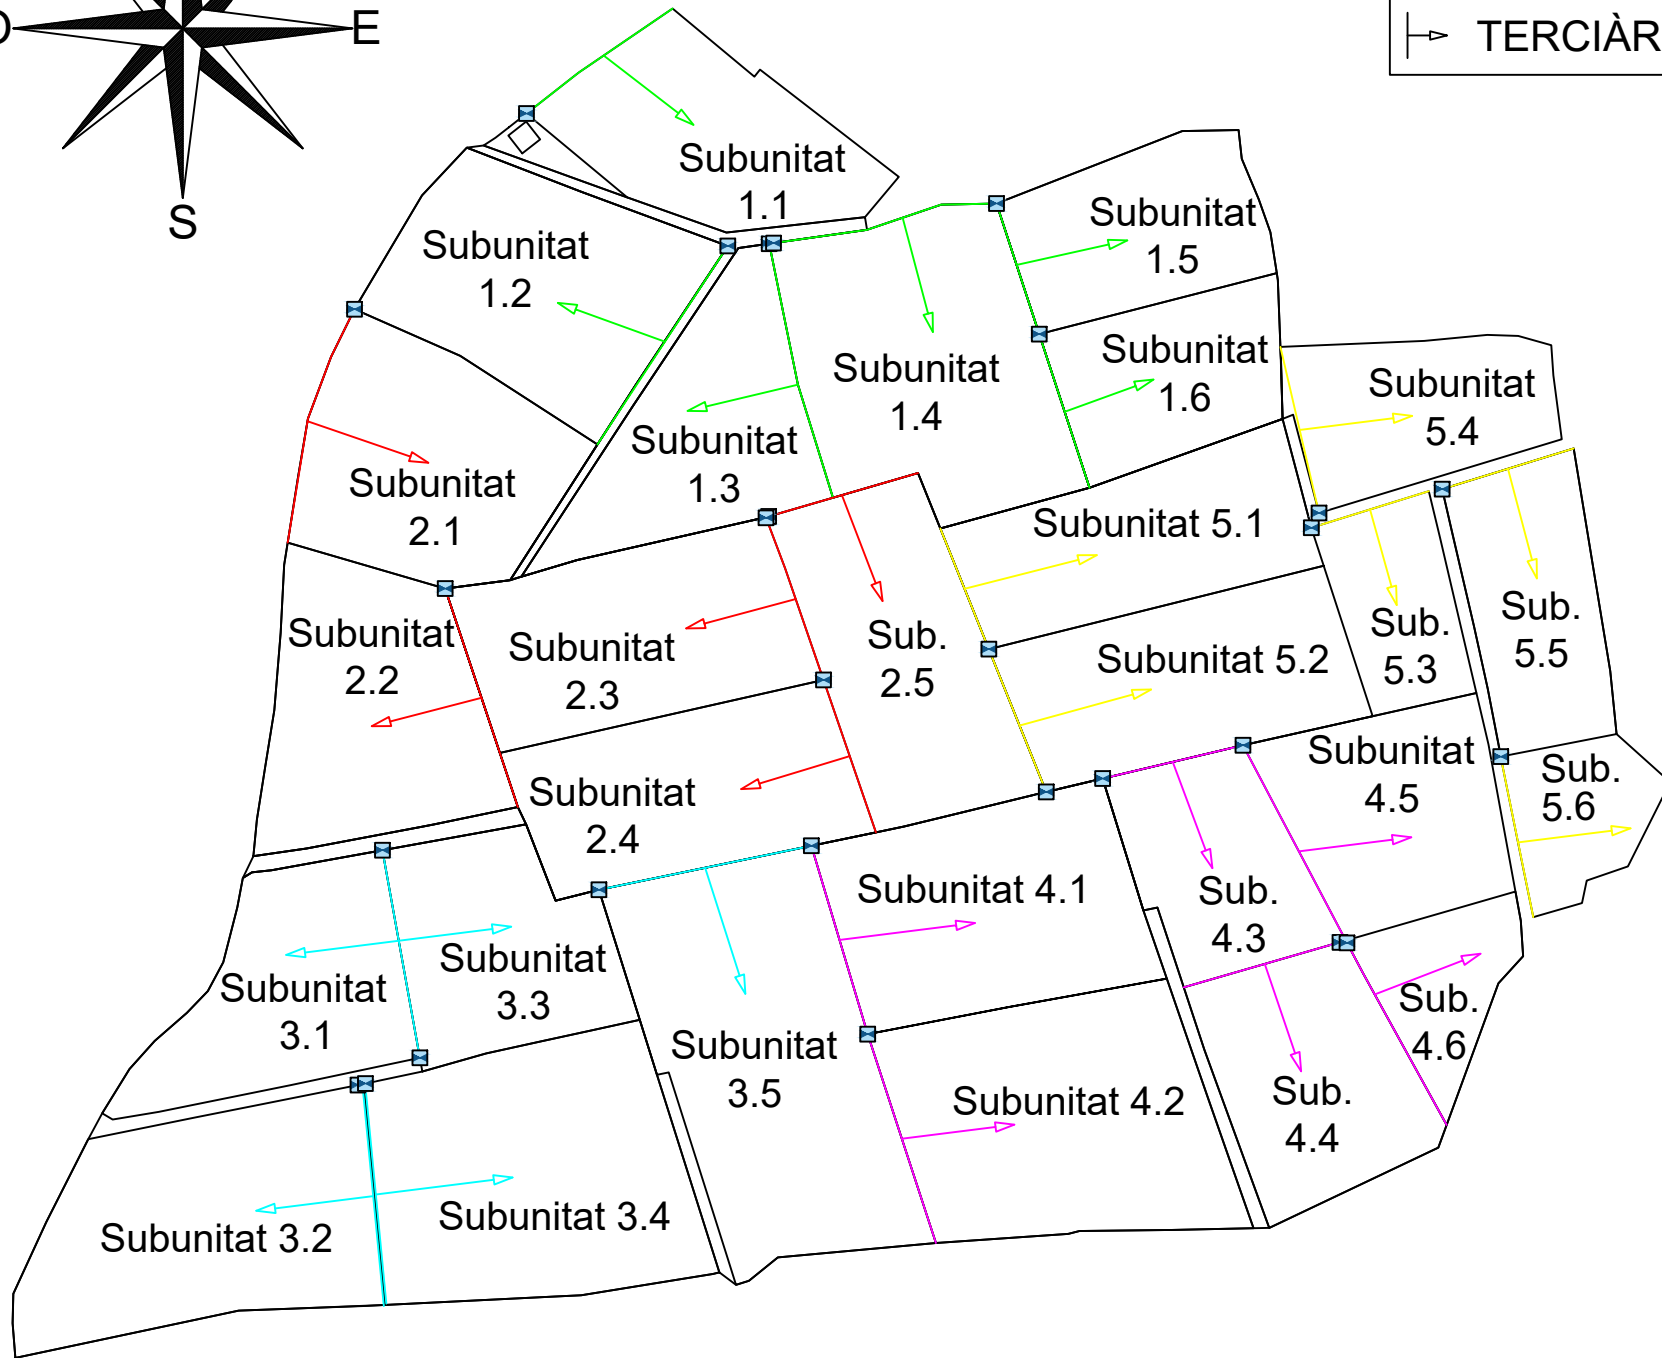 E
S
TERCIÀR
Subunitat
1.1
Subunitat
1.2
Subunitat
1.5
Subunitat
1.6
Subunitat
1.4
Subunitat
1.3
Subunitat
5.4
Subunitat
2.1
Subunitat 5.1
Sub.
5.5
Sub.
5.3
Subunitat
2.2
Subunitat
2.3
Sub.
2.5
Subunitat 5.2
Subunitat
4.5
Sub.
5.6
Subunitat
2.4
Subunitat 4.1
Sub.
4.3
Subunitat
3.1
Subunitat
3.3
Subunitat
3.5
Sub.
4.6
Subunitat 4.2
Sub.
4.4
Subunitat 3.2
Subunitat 3.4